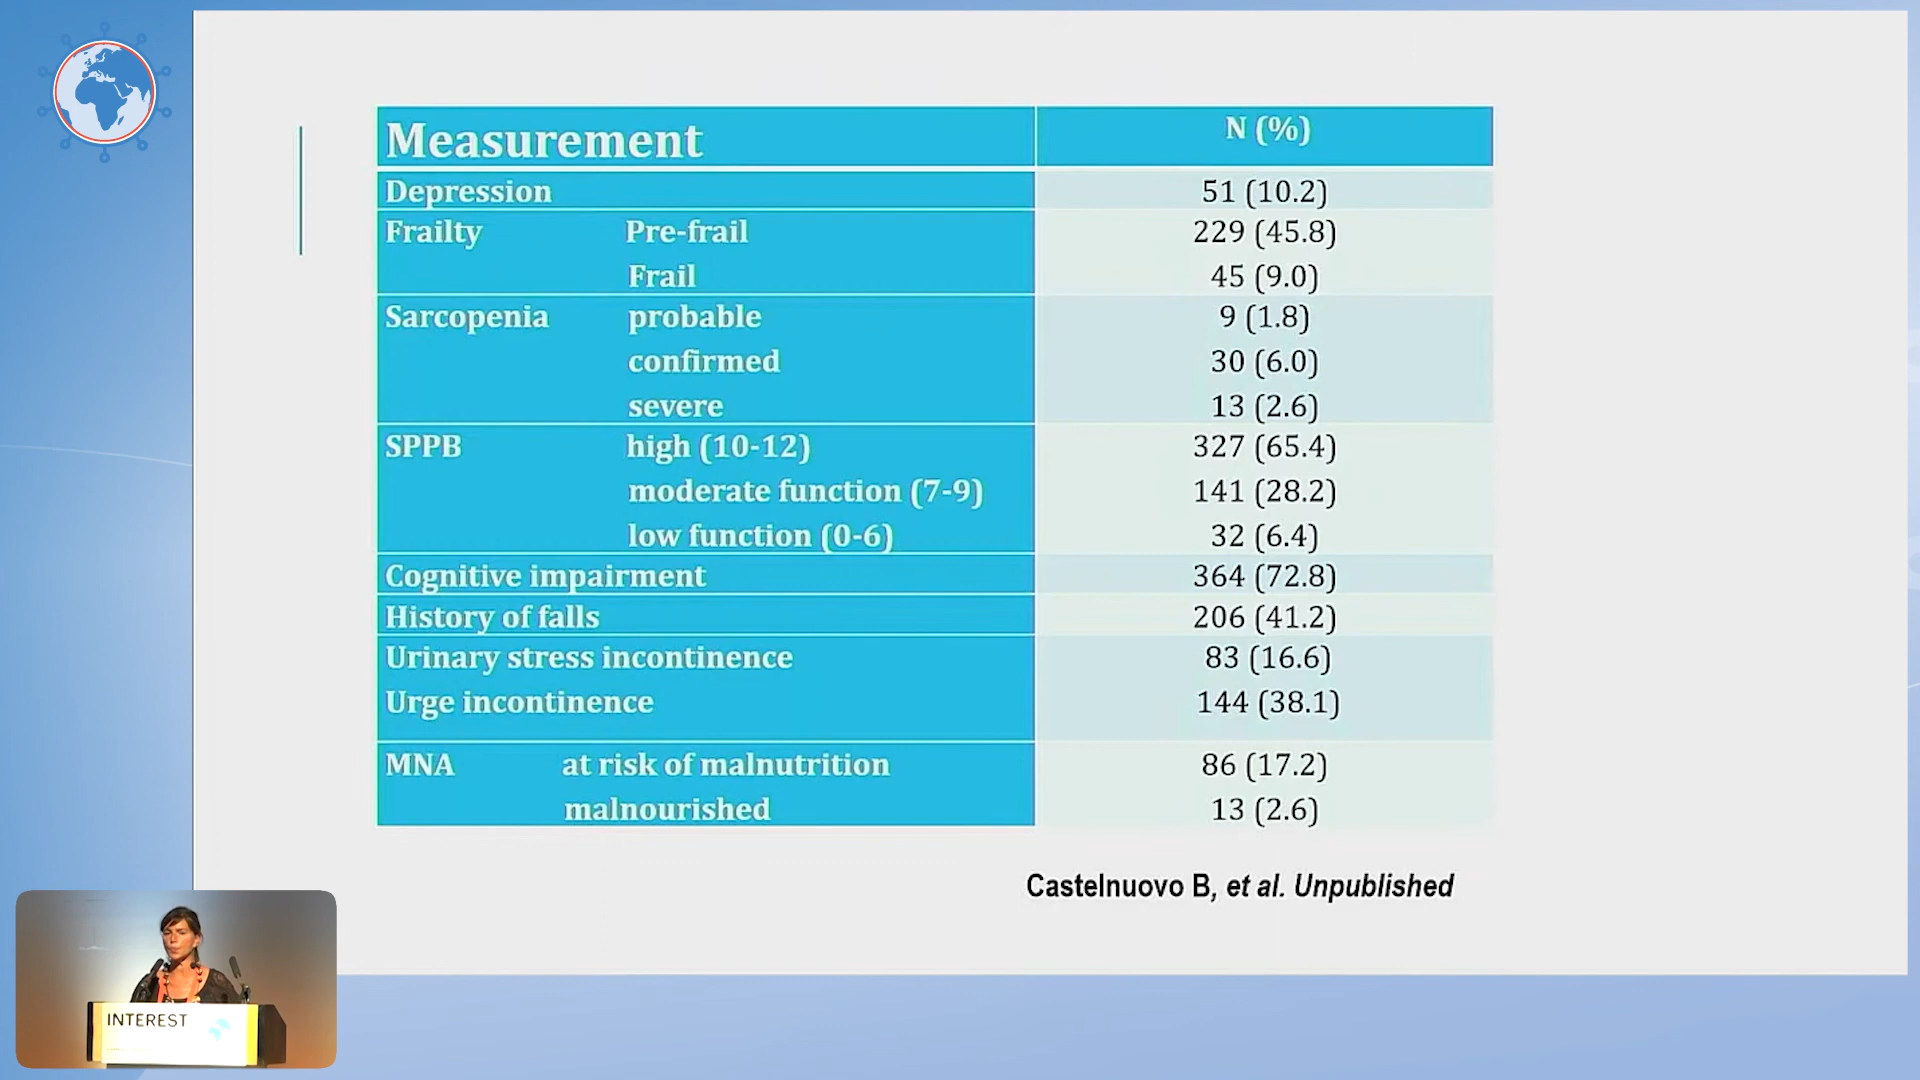 Measurement N (%)
Depression 51 (10.2)
Frailty Pre-frail 229 (45.8)
Frail 45 (9.0)
Sarcopenia probable 9 (1.8)
confirmed 30 (6.0)
severe 13 (2.6)
SPPB high (10-12) 327 (65.4)
moderate function (7-9) 141 (28.2)
low function (0-6) 32 (6.4)
Cognitive impairment 364 (72.8)
History of falls 206 (41.2)
Urinary stress incontinence 83 (16.6)
Urge incontinence 144 (38.1)
MNA at risk of malnutrition 86 (17.2)
malnourished 13 (2.6)
Castelnuovo B, et al. Unpublished
INTEREST